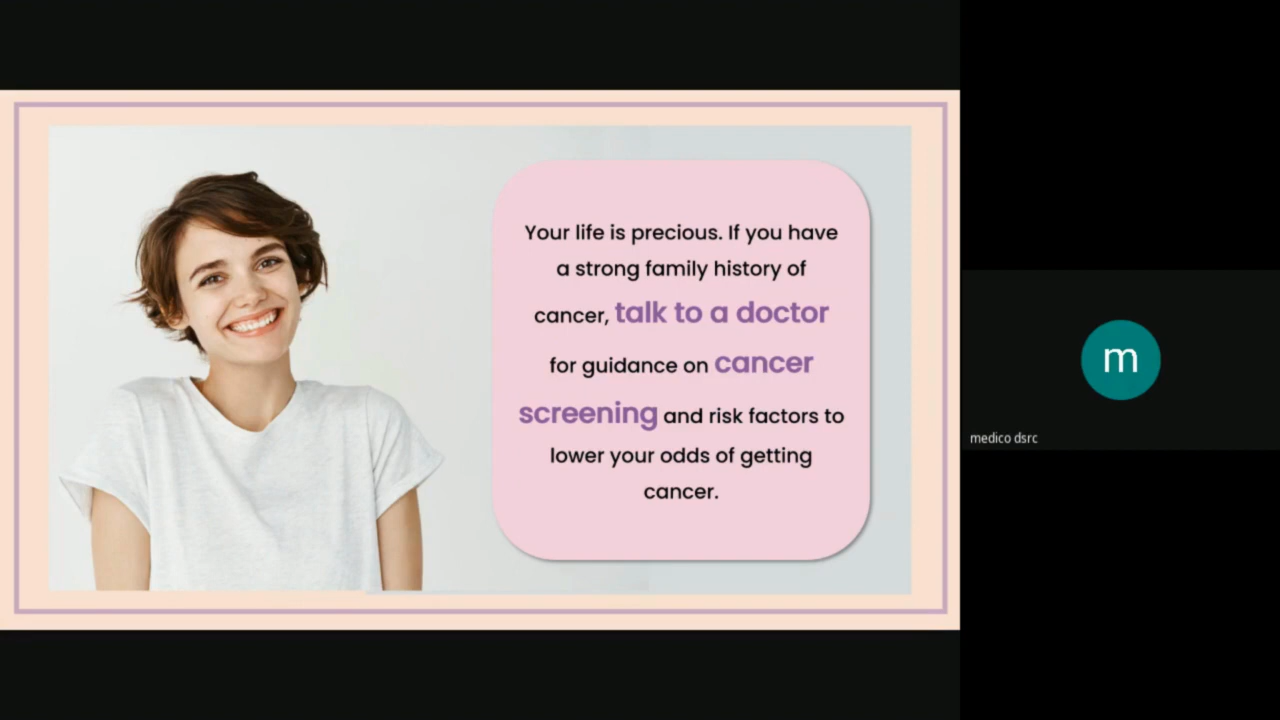 Your life is precious. If you have
a strong family history of
cancer, talk to a doctor
for guidance on cancer
screening and risk factors to
lower your odds of getting
cancer.
m
medico dsrc